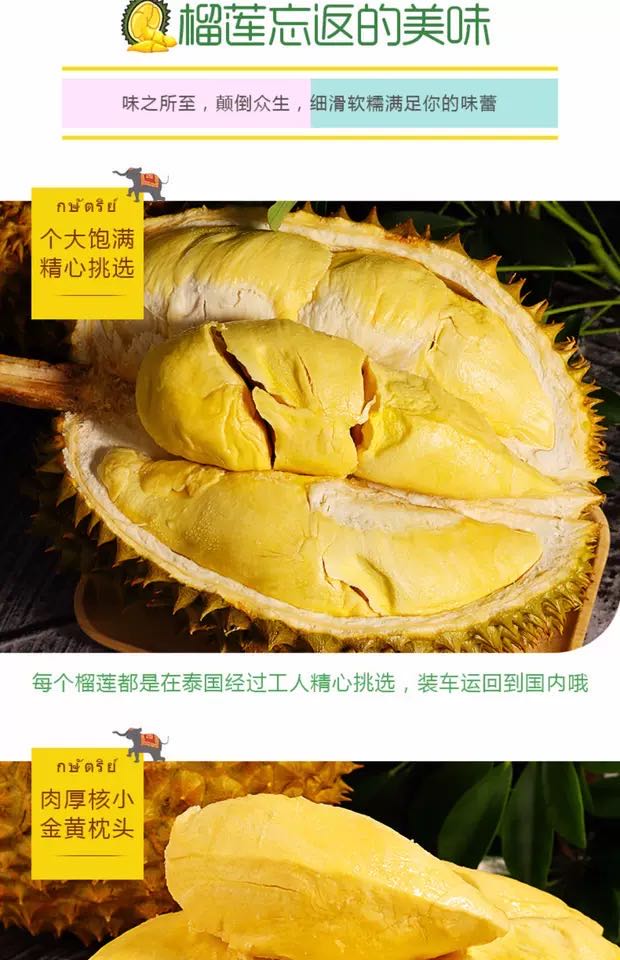 榴莲忘返的美味
味之所至，颠倒众生，细滑软糯满足你的味蕾
กษัตริย์
个大饱满
精心挑选
每个榴莲都是在泰国经过工人精心挑选，装车运回到国内哦
กษัตริย์
肉厚核小
金黄枕头